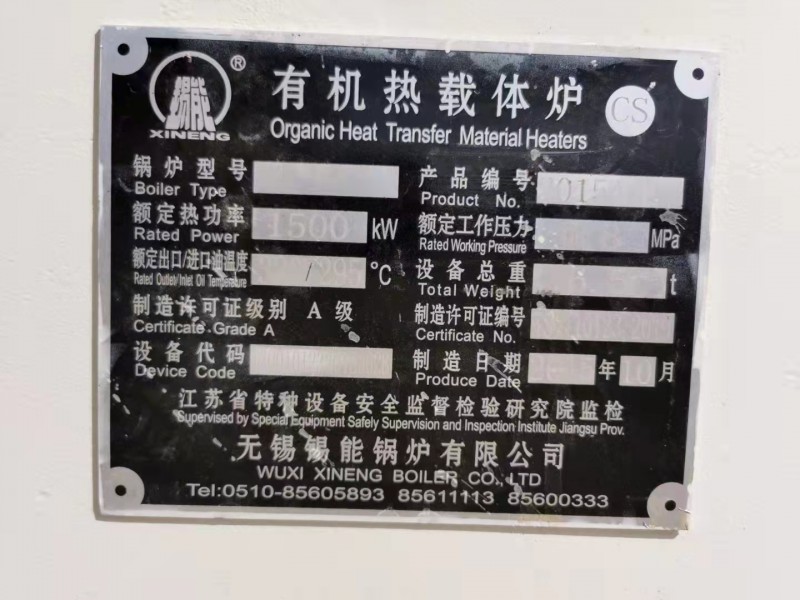 锡能
XINENG
®
有机热载体炉
CS
Organic Heat Transfer Material Heaters
锅炉型号
Boiler Type
产品编号
Product No.
额定热功率 1500 kW
Rated Power
额定工作压力 MPa
Rated Working Pressure
额定出口/进口油温度 / 295 °C
Rated Outlet/Inlet Oil Temperature
设备总重 t
Total Weight
制造许可证级别 A 级
Certificate Grade A
制造许可证编号
Certificate No.
设备代码
Device Code
制造日期 年 10 月
Produce Date
江苏省特种设备安全监督检验研究院监检
Supervised by Special Equipment Safely Supervision and Inspection Institute Jiangsu Prov.
无锡锡能锅炉有限公司
WUXI XINENG BOILER CO., LTD
Tel:0510-85605893 85611113 85600333